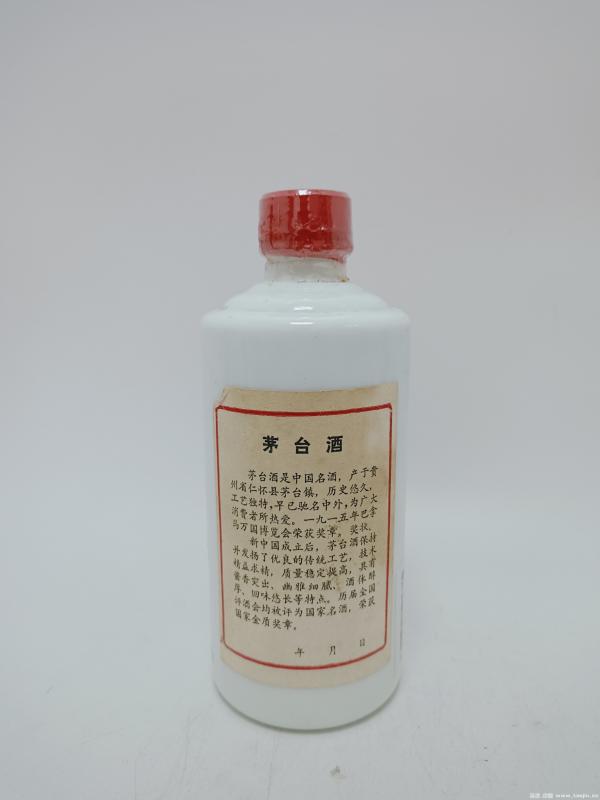 茅台酒
茅台酒是中国名酒，产于贵
州省仁怀县茅台镇，历史悠久，
工艺独特，早已驰名中外，为广大
消费者所热爱。一九一五年巴拿
马万国博览会荣获奖章。奖状。
新中国成立后，茅台酒保持
并发扬了优良的传统工艺，技术
精益求精，质量稳定提高，具有
酱香突出、幽雅细腻、酒体醇
厚、回味悠长等特点。历届全国
评酒会均被评为国家名酒，荣获
国家金质奖章。
年 月 日